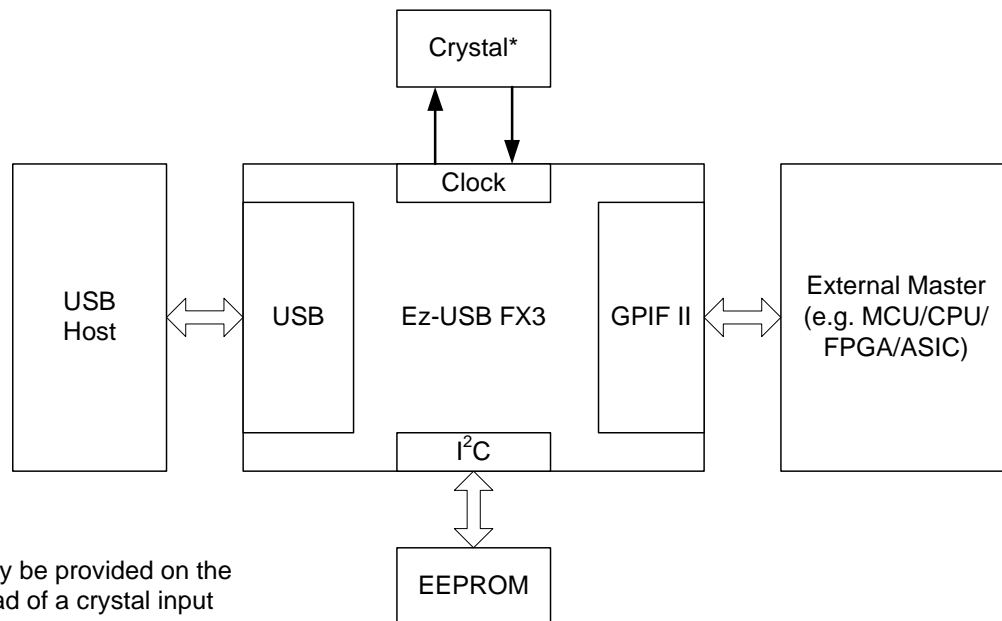 Crystal*
Clock
USB
Host
USB
Ez-USB FX3
GPIF II
External Master
(e.g. MCU/CPU/
FPGA/ASIC)
I²C
EEPROM
be provided on the
of a crystal input